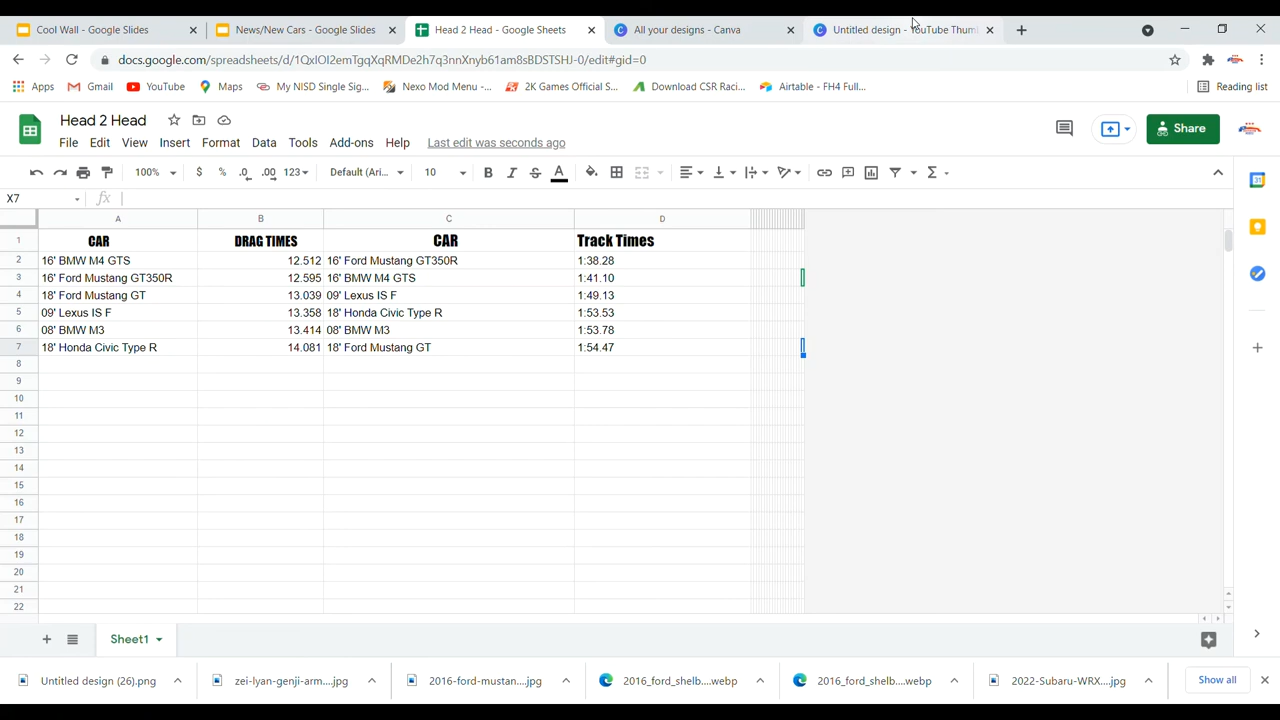 Cool Wall - Google Slides
News/New Cars - Google Slides
Head 2 Head - Google Sheets
All your designs - Canva
Untitled design - YouTube Thum
docs.google.com/spreadsheets/d/1QxIOI2emTgqXqRMDe2h7q3nnXnyb61am8sBESTSHJ-0/edit#gid=0
Apps
Gmail
YouTube
Maps
My NISD Single Sig...
Nexo Mod Menu -...
2K Games Official S...
Download CSR Raci...
Airtable - FH4 Full...
Reading list
Head 2 Head
File Edit View Insert Format Data Tools Add-ons Help Last edit was seconds ago
Share
100% $ % .0 .00 123 Default (Ari... 10 B I S A
X7 fx
A B C D
1 CAR DRAG TIMES CAR Track Times
2 16' BMW M4 GTS 12.512 16' Ford Mustang GT350R 1:38.28
3 16' Ford Mustang GT350R 12.595 16' BMW M4 GTS 1:41.10
4 18' Ford Mustang GT 13.039 09' Lexus IS F 1:49.13
5 09' Lexus IS F 13.358 18' Honda Civic Type R 1:53.53
6 08' BMW M3 13.414 08' BMW M3 1:53.78
7 18' Honda Civic Type R 14.081 18' Ford Mustang GT 1:54.47
8
9
10
11
12
13
14
15
16
17
18
19
20
21
22
Sheet1
Untitled design (26).png
zei-lyan-genji-arm....jpg
2016-ford-mustan....jpg
2016_ford_shelb....webp
2016_ford_shelb....webp
2022-Subaru-WRX....jpg
Show all